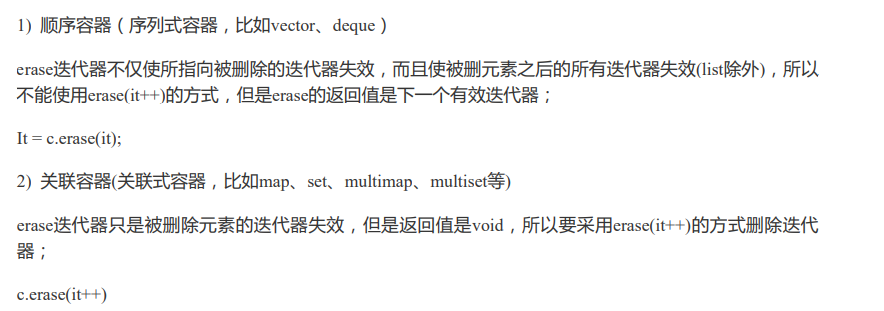 1) 顺序容器（序列式容器，比如vector、deque）
erase迭代器不仅使所指向被删除的迭代器失效，而且使被删元素之后的所有迭代器失效(list除外)，所以
不能使用erase(it++)的方式，但是erase的返回值是下一个有效迭代器；
It = c.erase(it);
2) 关联容器(关联式容器，比如map、set、multimap、multiset等)
erase迭代器只是被删除元素的迭代器失效，但是返回值是void，所以要采用erase(it++)的方式删除迭代
器；
c.erase(it++)